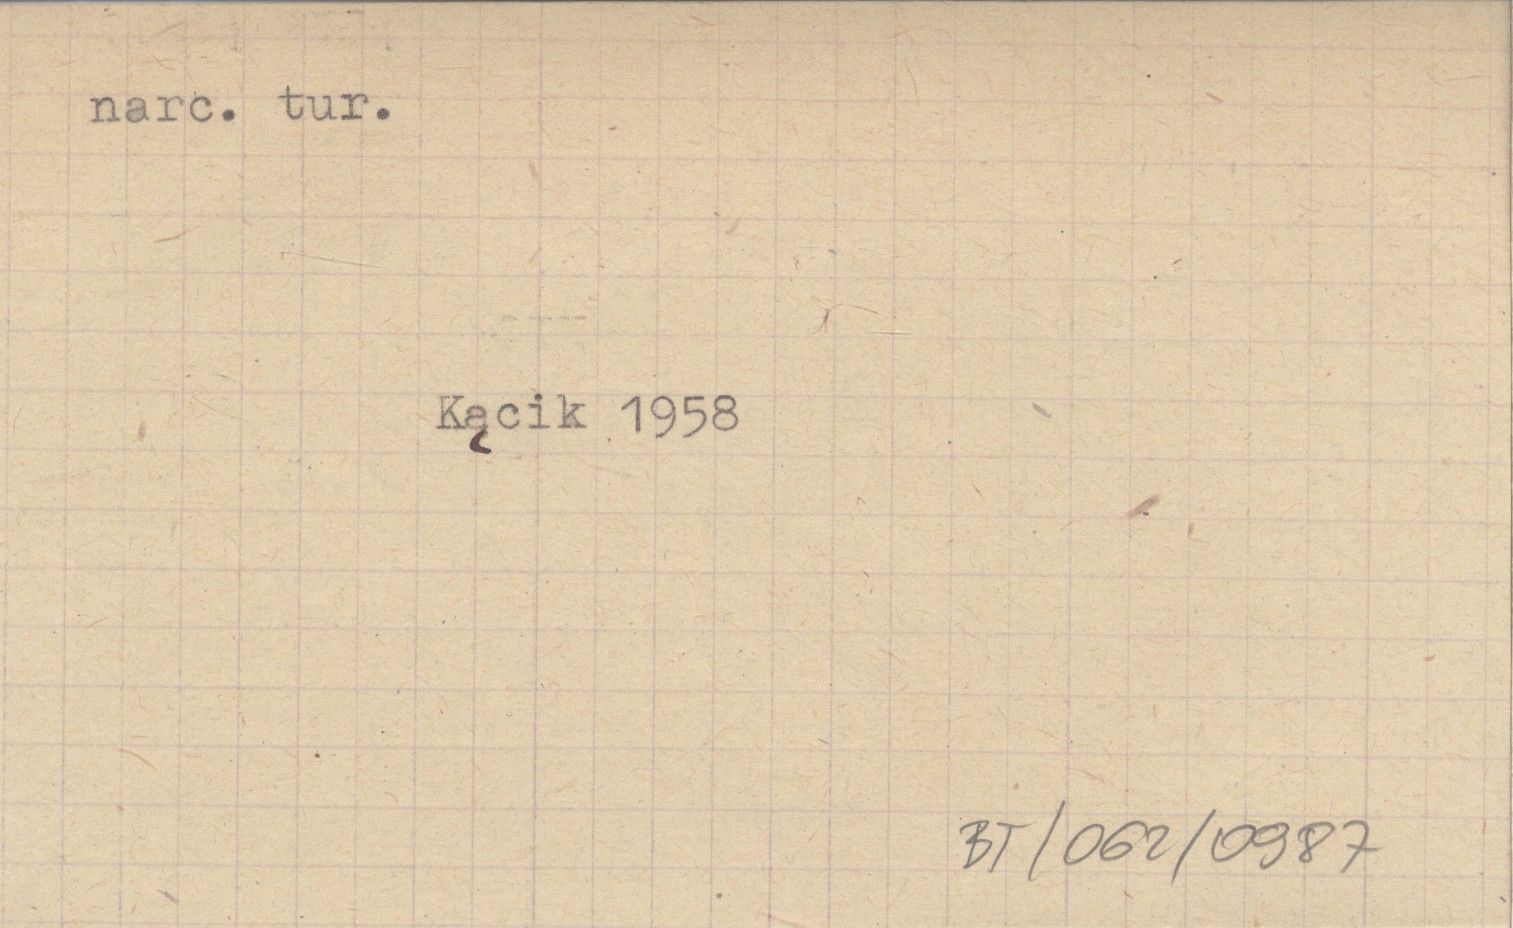 narc. tur.
Kącik 1958
BT/062/0987